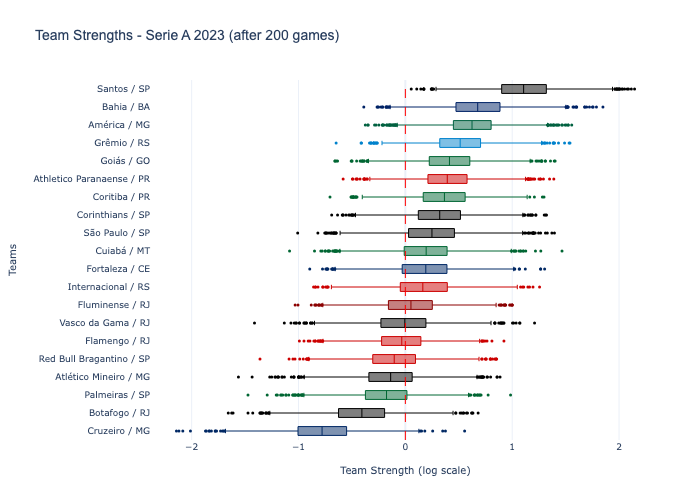 Team Strengths - Serie A 2023 (after 200 games)
Santos / SP
Bahia / BA
América / MG
Grêmio / RS
Goiás / GO
Athletico Paranaense / PR
Coritiba / PR
Corinthians / SP
São Paulo / SP
Cuiabá / MT
Fortaleza / CE
Internacional / RS
Fluminense / RJ
Vasco da Gama / RJ
Flamengo / RJ
Red Bull Bragantino / SP
Atlético Mineiro / MG
Palmeiras / SP
Botafogo / RJ
Cruzeiro / MG
Teams
−2 −1 0 1 2
Team Strength (log scale)